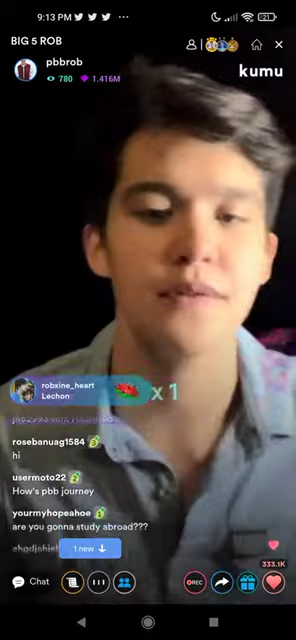 9:13 PM
21
BIG 5 ROB
pbbrob
780 1.416M
kumu
robxine_heart
Lechon
x 1
rosebanuag1584
hi
usermoto22
How's pbb journey
yourmyhopeahoe
are you gonna study abroad???
1 new
333.1K
Chat
REC